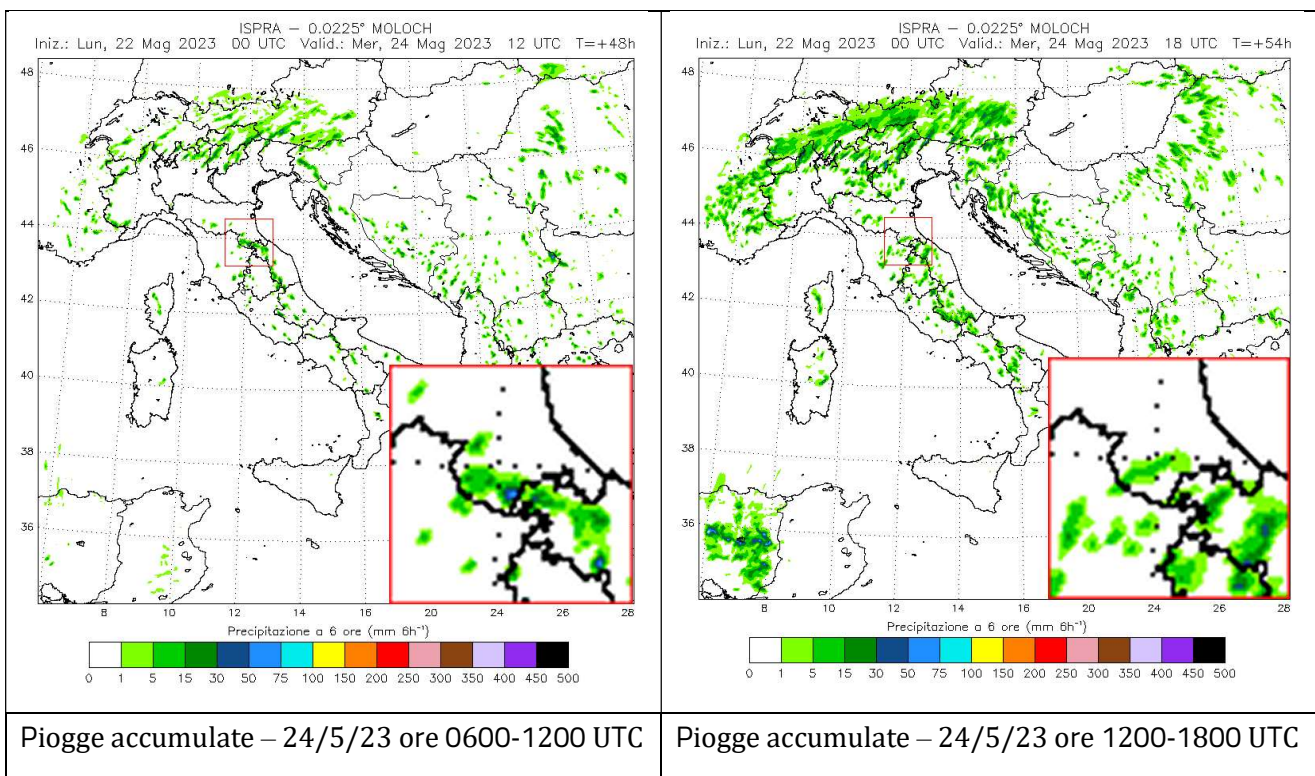 ISPRA – 0.0225° MOLOCH
Iniz.: Lun, 22 Mag 2023 00 UTC Valid.: Mer, 24 Mag 2023 12 UTC T=+48h
48
46
44
42
40
38
36
8 10 12 14 16 18 20 22 24 26 28
Precipitazione a 6 ore (mm 6h⁻¹)
0 1 5 15 30 50 75 100 150 200 250 300 350 400 450 500
Piogge accumulate – 24/5/23 ore 0600-1200 UTC
ISPRA – 0.0225° MOLOCH
Iniz.: Lun, 22 Mag 2023 00 UTC Valid.: Mer, 24 Mag 2023 18 UTC T=+54h
48
46
44
42
40
38
36
8 10 12 14 16 18 20 22 24 26 28
Precipitazione a 6 ore (mm 6h⁻¹)
0 1 5 15 30 50 75 100 150 200 250 300 350 400 450 500
Piogge accumulate – 24/5/23 ore 1200-1800 UTC